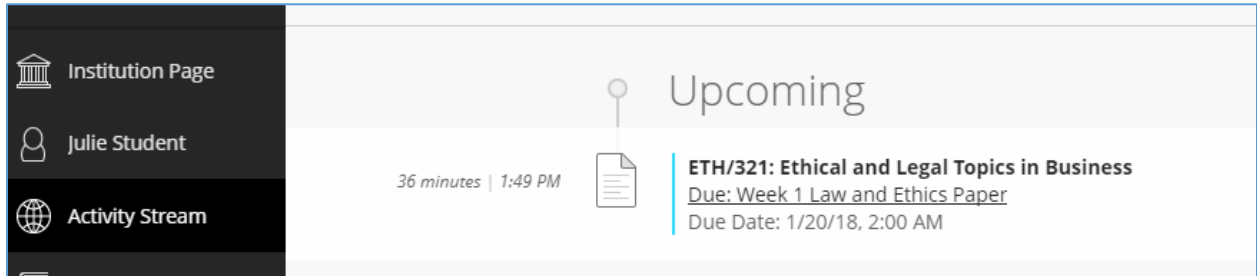 Institution Page
Julie Student
Activity Stream
Upcoming
36 minutes | 1:49 PM
ETH/321: Ethical and Legal Topics in Business
Due: Week 1 Law and Ethics Paper
Due Date: 1/20/18, 2:00 AM